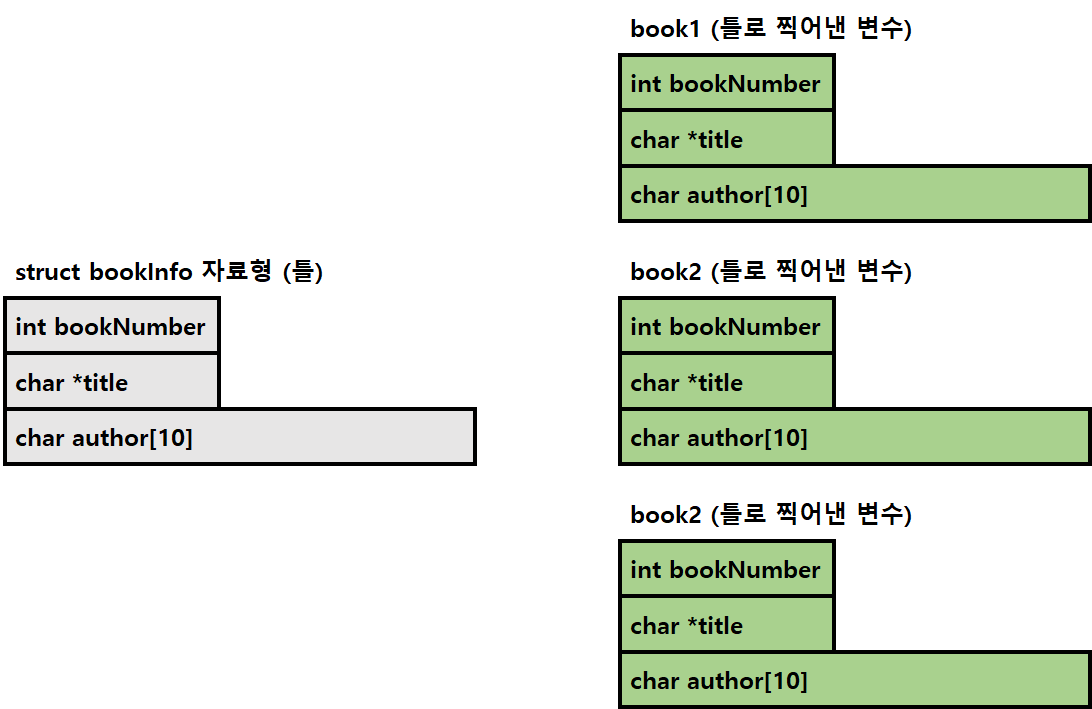 book1 (틀로 찍어낸 변수)
int bookNumber
char *title
char author[10]
struct bookInfo 자료형 (틀)
int bookNumber
char *title
char author[10]
book2 (틀로 찍어낸 변수)
int bookNumber
char *title
char author[10]
book2 (틀로 찍어낸 변수)
int bookNumber
char *title
char author[10]